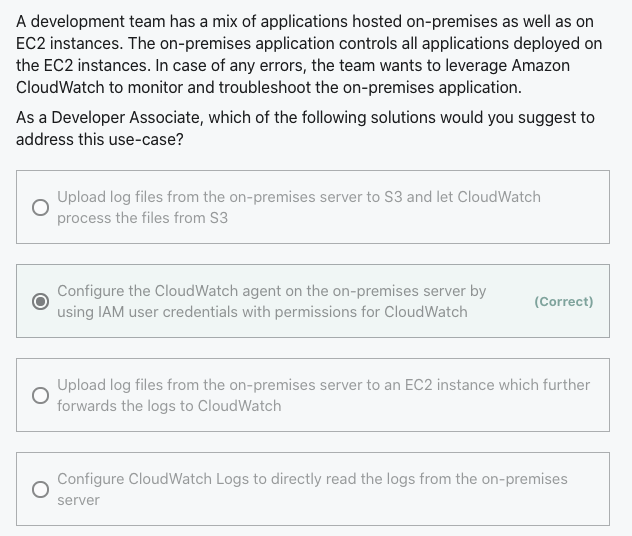 A development team has a mix of applications hosted on-premises as well as on
EC2 instances. The on-premises application controls all applications deployed on
the EC2 instances. In case of any errors, the team wants to leverage Amazon
CloudWatch to monitor and troubleshoot the on-premises application.
As a Developer Associate, which of the following solutions would you suggest to
address this use-case?
Upload log files from the on-premises server to S3 and let CloudWatch
process the files from S3
Configure the CloudWatch agent on the on-premises server by
using IAM user credentials with permissions for CloudWatch
(Correct)
Upload log files from the on-premises server to an EC2 instance which further
forwards the logs to CloudWatch
Configure CloudWatch Logs to directly read the logs from the on-premises
server